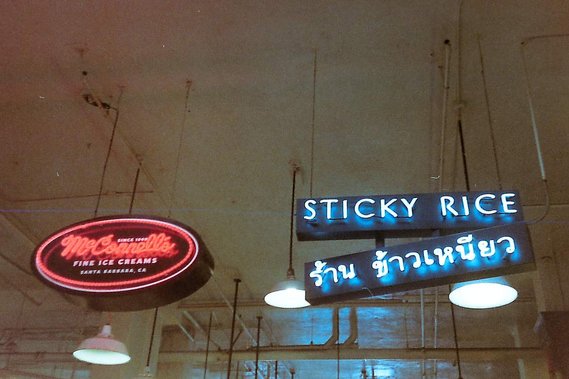 SINCE 1949
McConnell's
FINE ICE CREAMS
SANTA BARBARA, CA
STICKY RICE
ร้าน ข้าวเหนียว